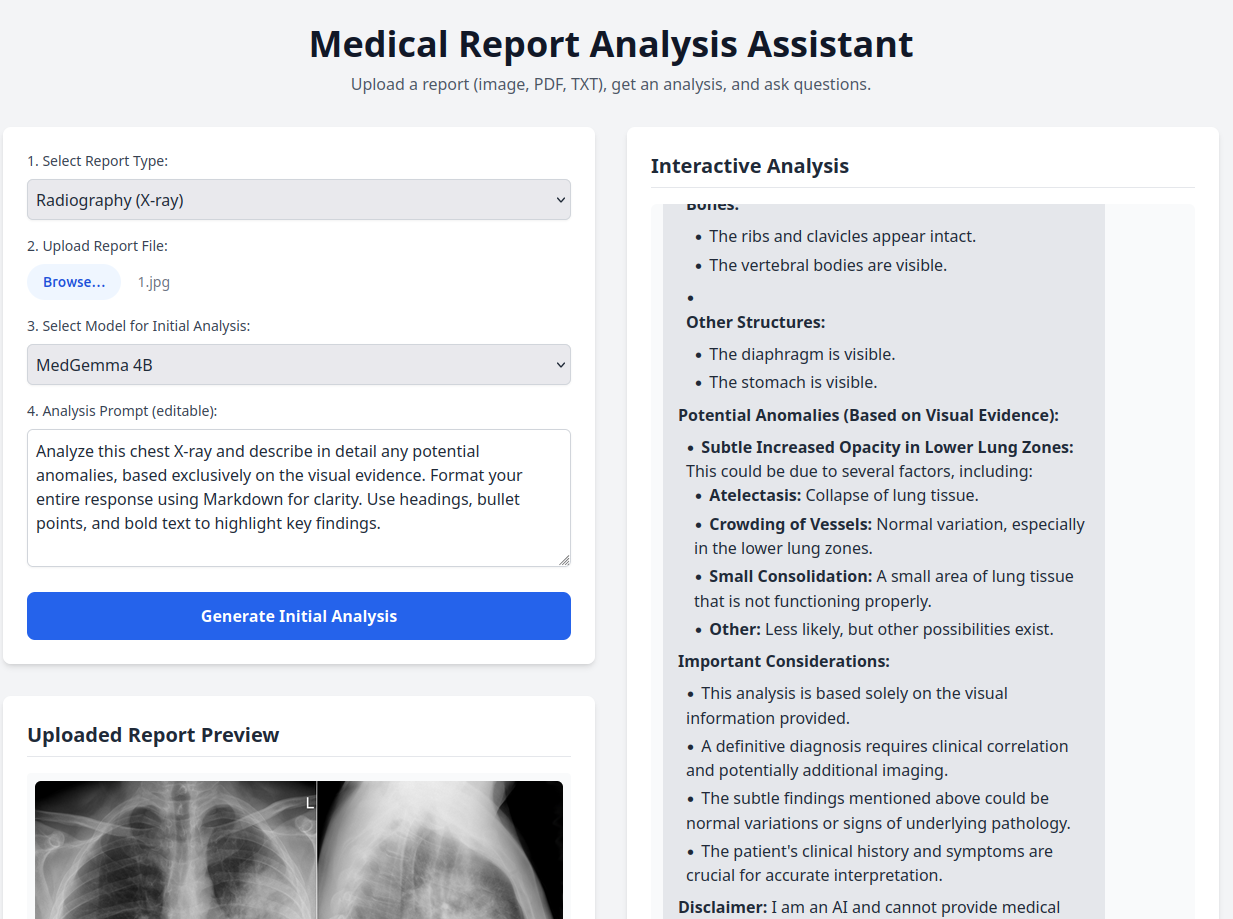 Medical Report Analysis Assistant
Upload a report (image, PDF, TXT), get an analysis, and ask questions.
1. Select Report Type:
Radiography (X-ray)
2. Upload Report File:
Browse...
1.jpg
3. Select Model for Initial Analysis:
MedGemma 4B
4. Analysis Prompt (editable):
Analyze this chest X-ray and describe in detail any potential
anomalies, based exclusively on the visual evidence. Format your
entire response using Markdown for clarity. Use headings, bullet
points, and bold text to highlight key findings.
Generate Initial Analysis
Uploaded Report Preview
L
Interactive Analysis
Bones:
• The ribs and clavicles appear intact.
• The vertebral bodies are visible.
•
Other Structures:
• The diaphragm is visible.
• The stomach is visible.
Potential Anomalies (Based on Visual Evidence):
• Subtle Increased Opacity in Lower Lung Zones:
This could be due to several factors, including:
• Atelectasis: Collapse of lung tissue.
• Crowding of Vessels: Normal variation, especially
in the lower lung zones.
• Small Consolidation: A small area of lung tissue
that is not functioning properly.
• Other: Less likely, but other possibilities exist.
Important Considerations:
• This analysis is based solely on the visual
information provided.
• A definitive diagnosis requires clinical correlation
and potentially additional imaging.
• The subtle findings mentioned above could be
normal variations or signs of underlying pathology.
• The patient's clinical history and symptoms are
crucial for accurate interpretation.
Disclaimer: I am an AI and cannot provide medical